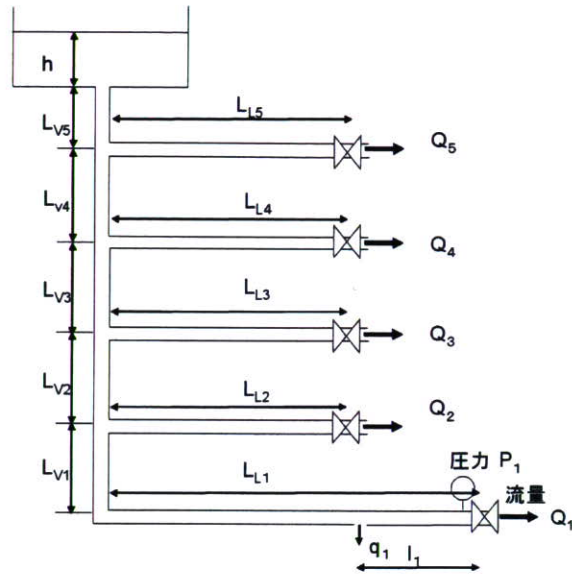 h
L_V5
L_L5
Q_5
L_V4
L_L4
Q_4
L_V3
L_L3
Q_3
L_V2
L_L2
Q_2
L_V1
L_L1
圧力 P_1
流量
Q_1
q_1
l_1